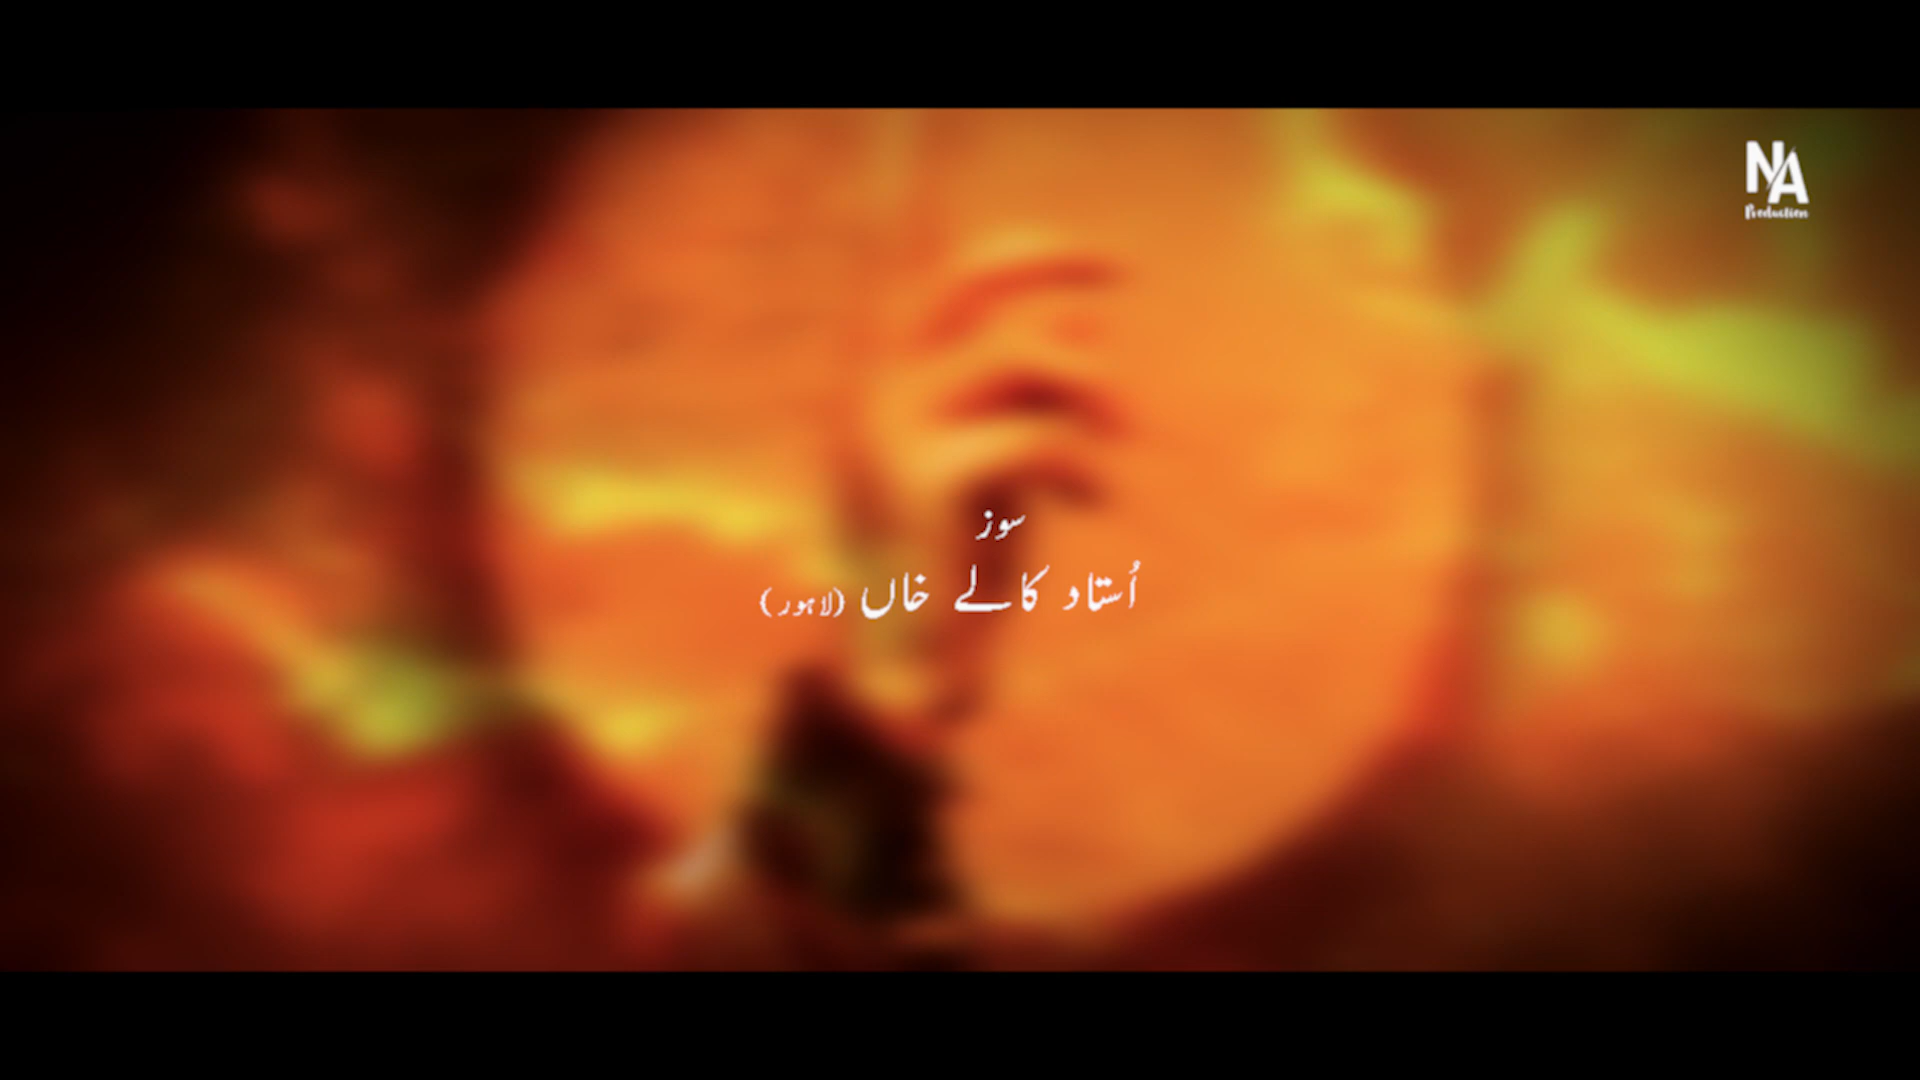 NA
Production
سوز
اُستاد کالے خاں (لاہور)